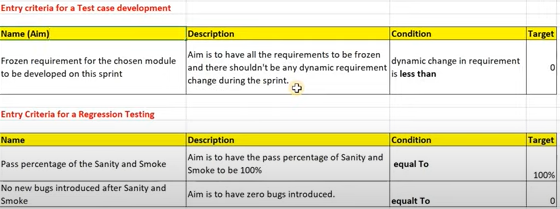 Entry criteria for a Test case development
Name (Aim) Description Condition Target
Frozen requirement for the chosen module
to be developed on this sprint
Aim is to have all the requirements to be frozen
and there shouldn't be any dynamic requirement
change during the sprint.
dynamic change in requirement
is less than
0
Entry Criteria for a Regression Testing
Name Description Condition Target
Pass percentage of the Sanity and Smoke
Aim is to have the pass percentage of Sanity and
Smoke to be 100%
equal To
100%
No new bugs introduced after Sanity and
Smoke
Aim is to have zero bugs introduced.
equalt To
0